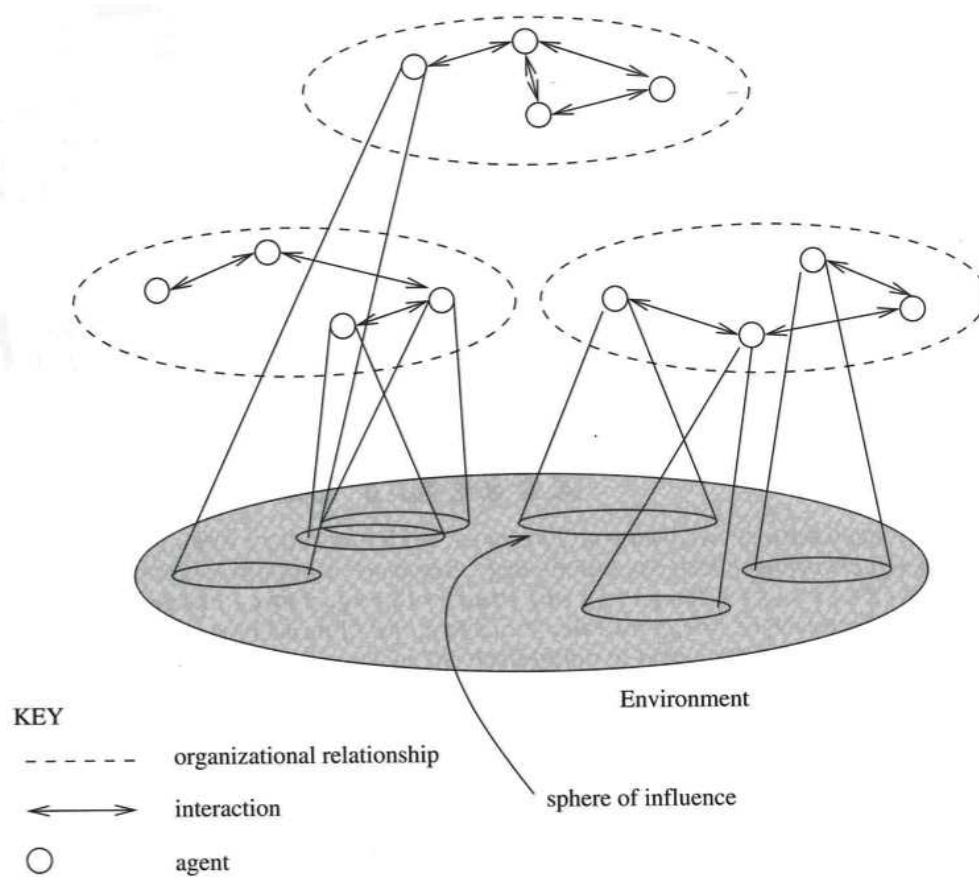 Environment
KEY
organizational relationship
interaction
agent
sphere of influence